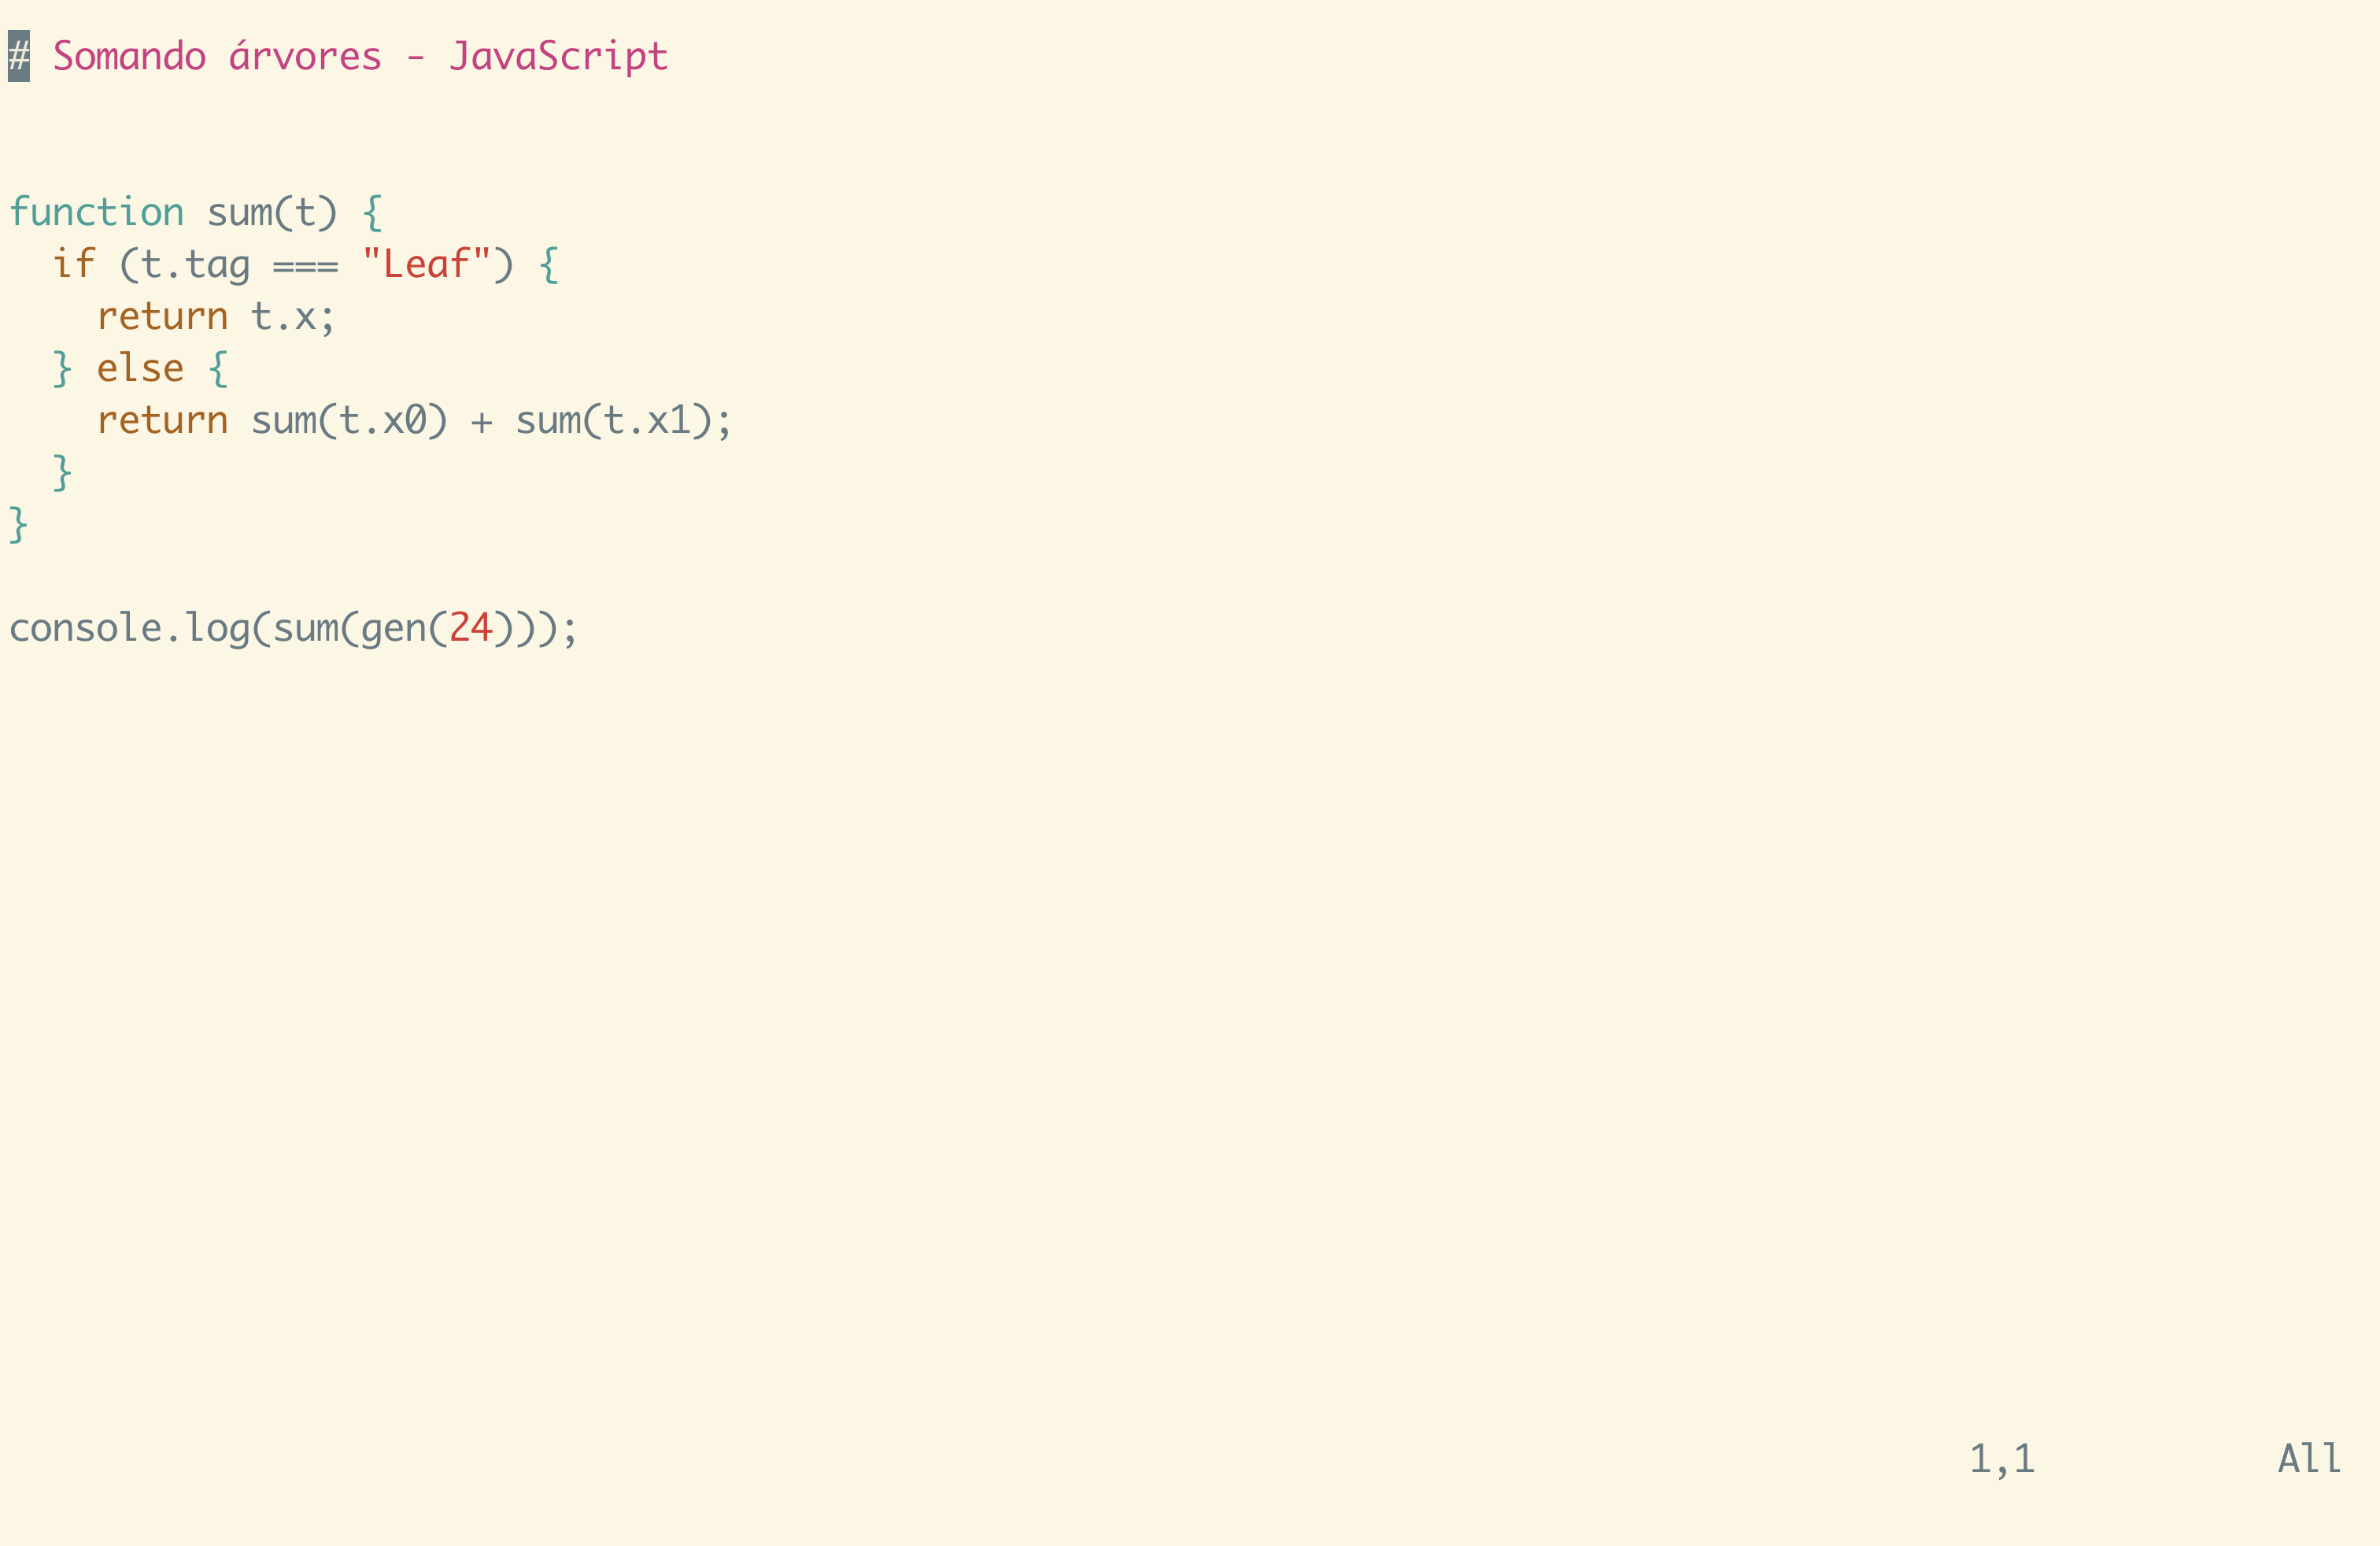 # Somando árvores - JavaScript
function sum(t) {
  if (t.tag === "Leaf") {
    return t.x;
  } else {
    return sum(t.x0) + sum(t.x1);
  }
}
console.log(sum(gen(24)));
1,1 All